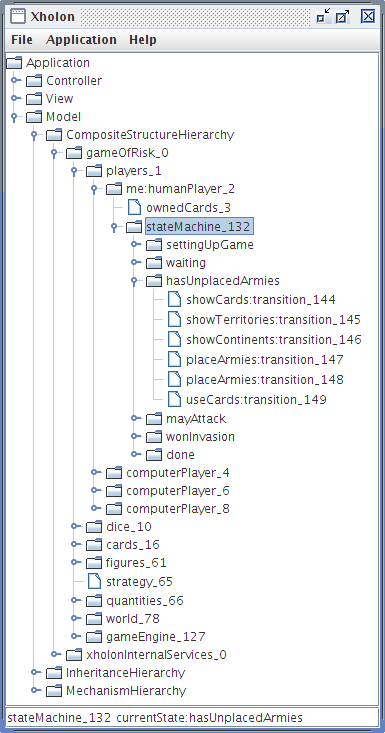 Xholon
File Application Help
Application
Controller
View
Model
CompositeStructureHierarchy
gameOfRisk_0
players_1
me:humanPlayer_2
ownedCards_3
stateMachine_132
settingUpGame
waiting
hasUnplacedArmies
showCards:transition_144
showTerritories:transition_145
showContinents:transition_146
placeArmies:transition_147
placeArmies:transition_148
useCards:transition_149
mayAttack
wonInvasion
done
computerPlayer_4
computerPlayer_6
computerPlayer_8
dice_10
cards_16
figures_61
strategy_65
quantities_66
world_78
gameEngine_127
xholonInternalServices_0
InheritanceHierarchy
MechanismHierarchy
stateMachine_132 currentState:hasUnplacedArmies